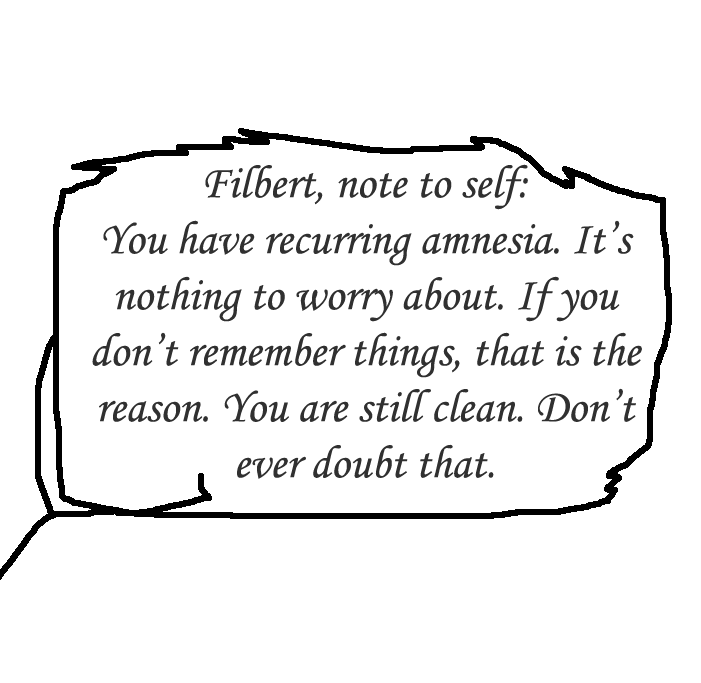 Filbert, note to self:
You have recurring amnesia. It’s
nothing to worry about. If you
don’t remember things, that is the
reason. You are still clean. Don’t
ever doubt that.